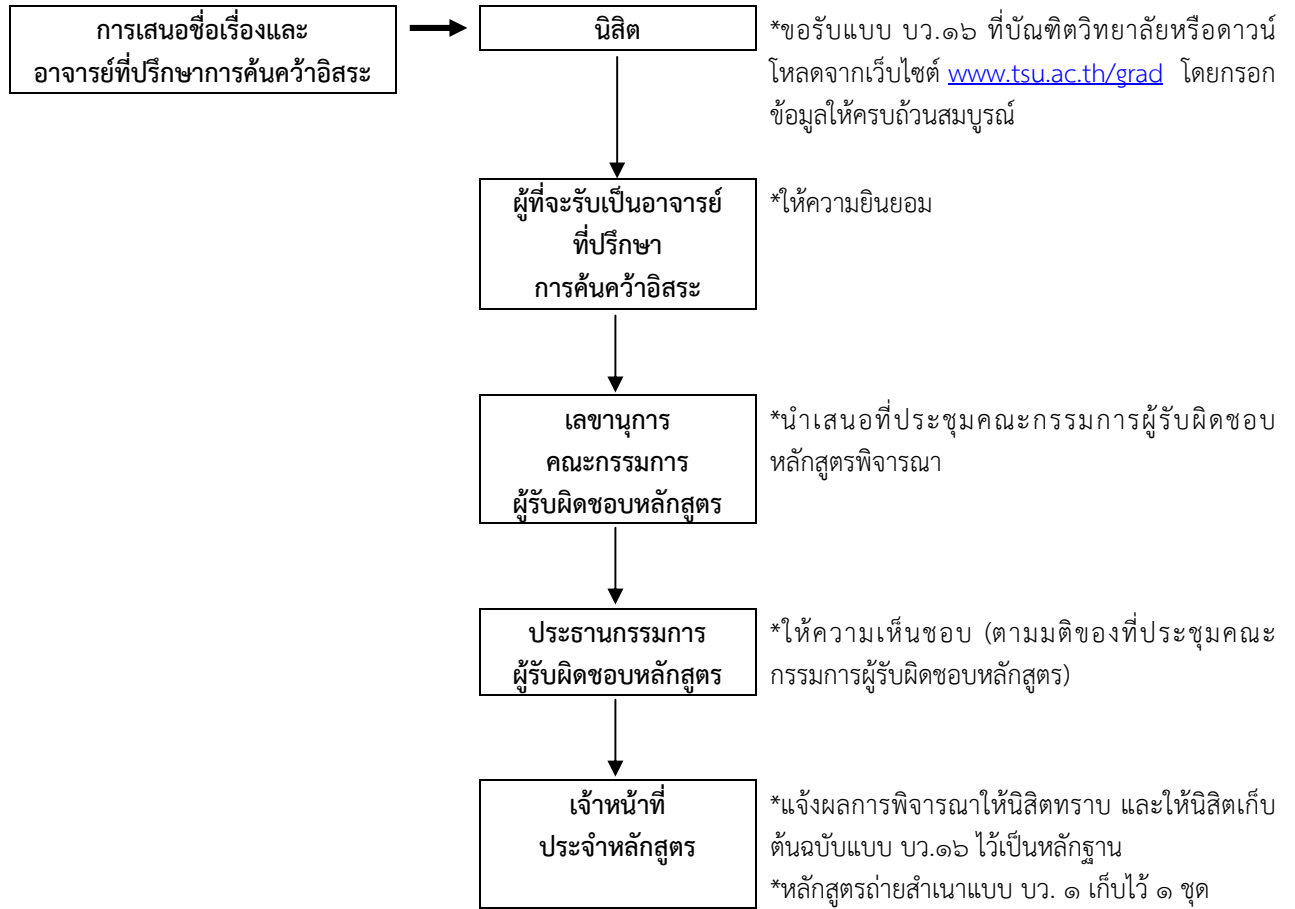 การเสนอชื่อเรื่องและ
อาจารย์ที่ปรึกษาการค้นคว้าอิสระ
นิสิต
*ขอรับแบบ บว.๑๖ ที่บัณฑิตวิทยาลัยหรือดาวน์
โหลดจากเว็บไซต์ www.tsu.ac.th/grad โดยกรอก
ข้อมูลให้ครบถ้วนสมบูรณ์
ผู้ที่จะรับเป็นอาจารย์
ที่ปรึกษา
การค้นคว้าอิสระ
*ให้ความยินยอม
เลขานุการ
คณะกรรมการ
ผู้รับผิดชอบหลักสูตร
*นำเสนอที่ประชุมคณะกรรมการผู้รับผิดชอบ
หลักสูตรพิจารณา
ประธานกรรมการ
ผู้รับผิดชอบหลักสูตร
*ให้ความเห็นชอบ (ตามมติของที่ประชุมคณะ
กรรมการผู้รับผิดชอบหลักสูตร)
เจ้าหน้าที่
ประจำหลักสูตร
*แจ้งผลการพิจารณาให้นิสิตทราบ และให้นิสิตเก็บ
ต้นฉบับแบบ บว.๑๖ ไว้เป็นหลักฐาน
*หลักสูตรถ่ายสำเนาแบบ บว. ๑ เก็บไว้ ๑ ชุด